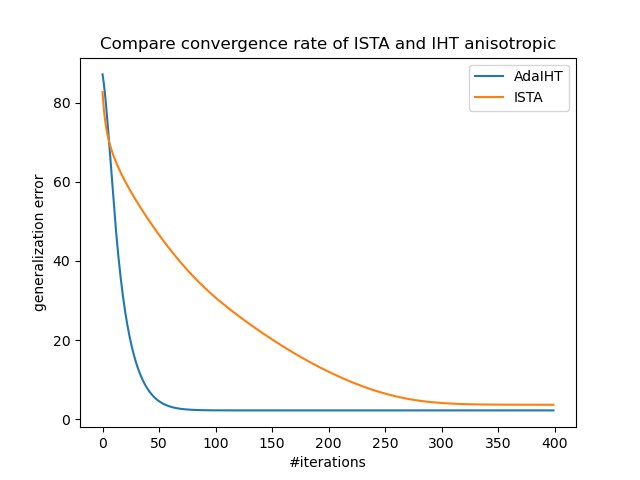 Compare convergence rate of ISTA and IHT anisotropic
AdaIHT
ISTA
generalization error
80
60
40
20
0
0 50 100 150 200 250 300 350 400
#iterations